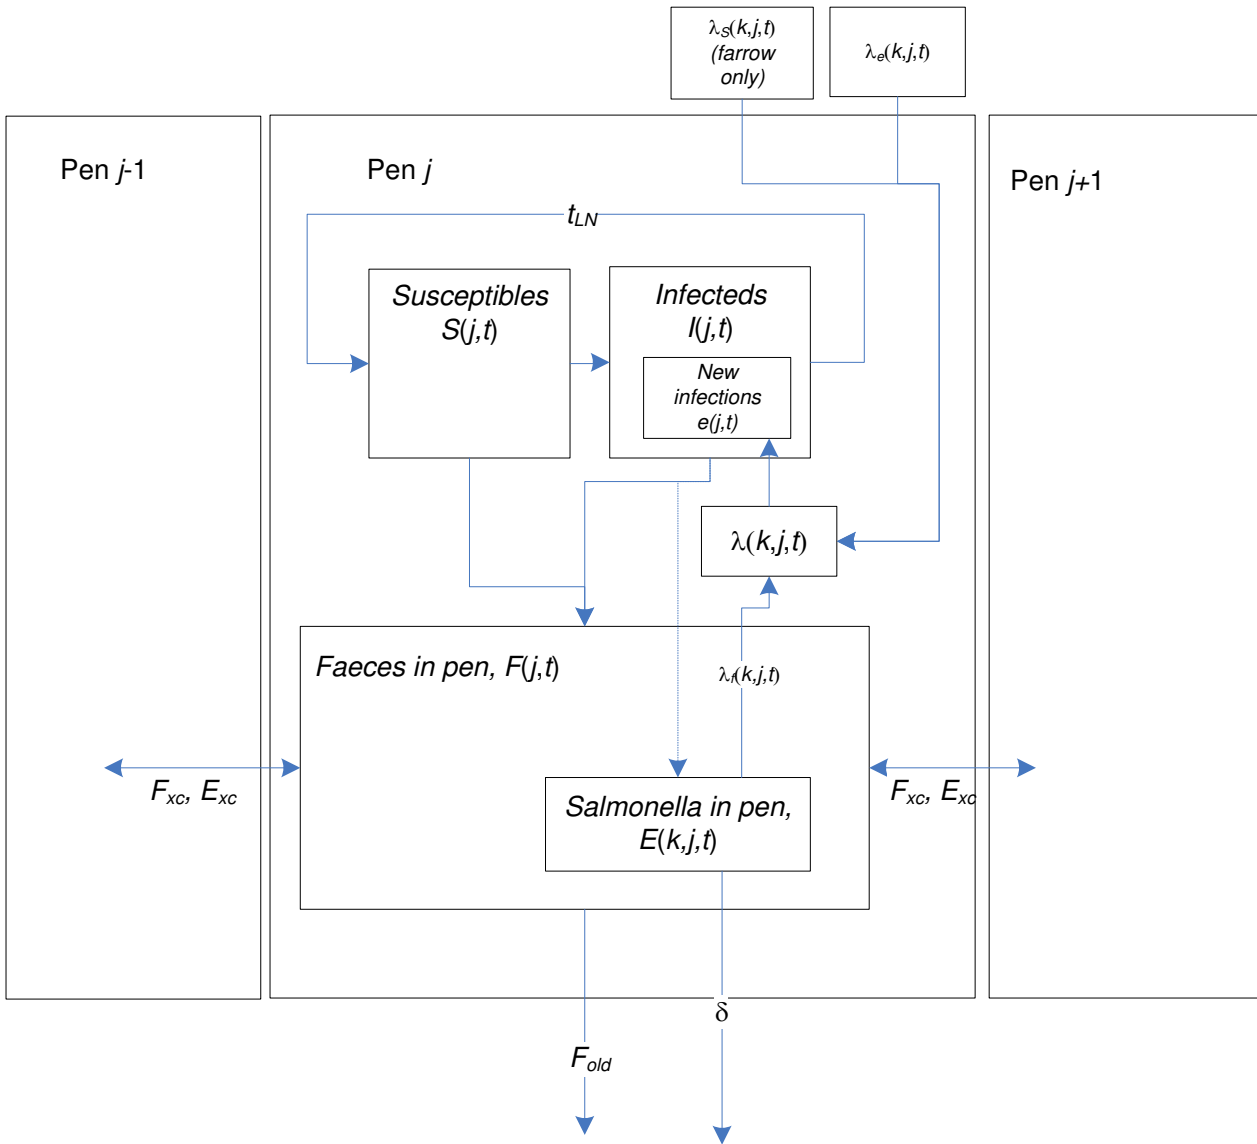 λS(k,j,t)
(farrow
only)
λe(k,j,t)
Pen j-1
Pen j
Pen j+1
tLN
Susceptibles
S(j,t)
Infecteds
I(j,t)
New
infections
e(j,t)
λ(k,j,t)
Faeces in pen, F(j,t)
λf(k,j,t)
Fxc, Exc
Fxc, Exc
Salmonella in pen,
E(k,j,t)
δ
Fold